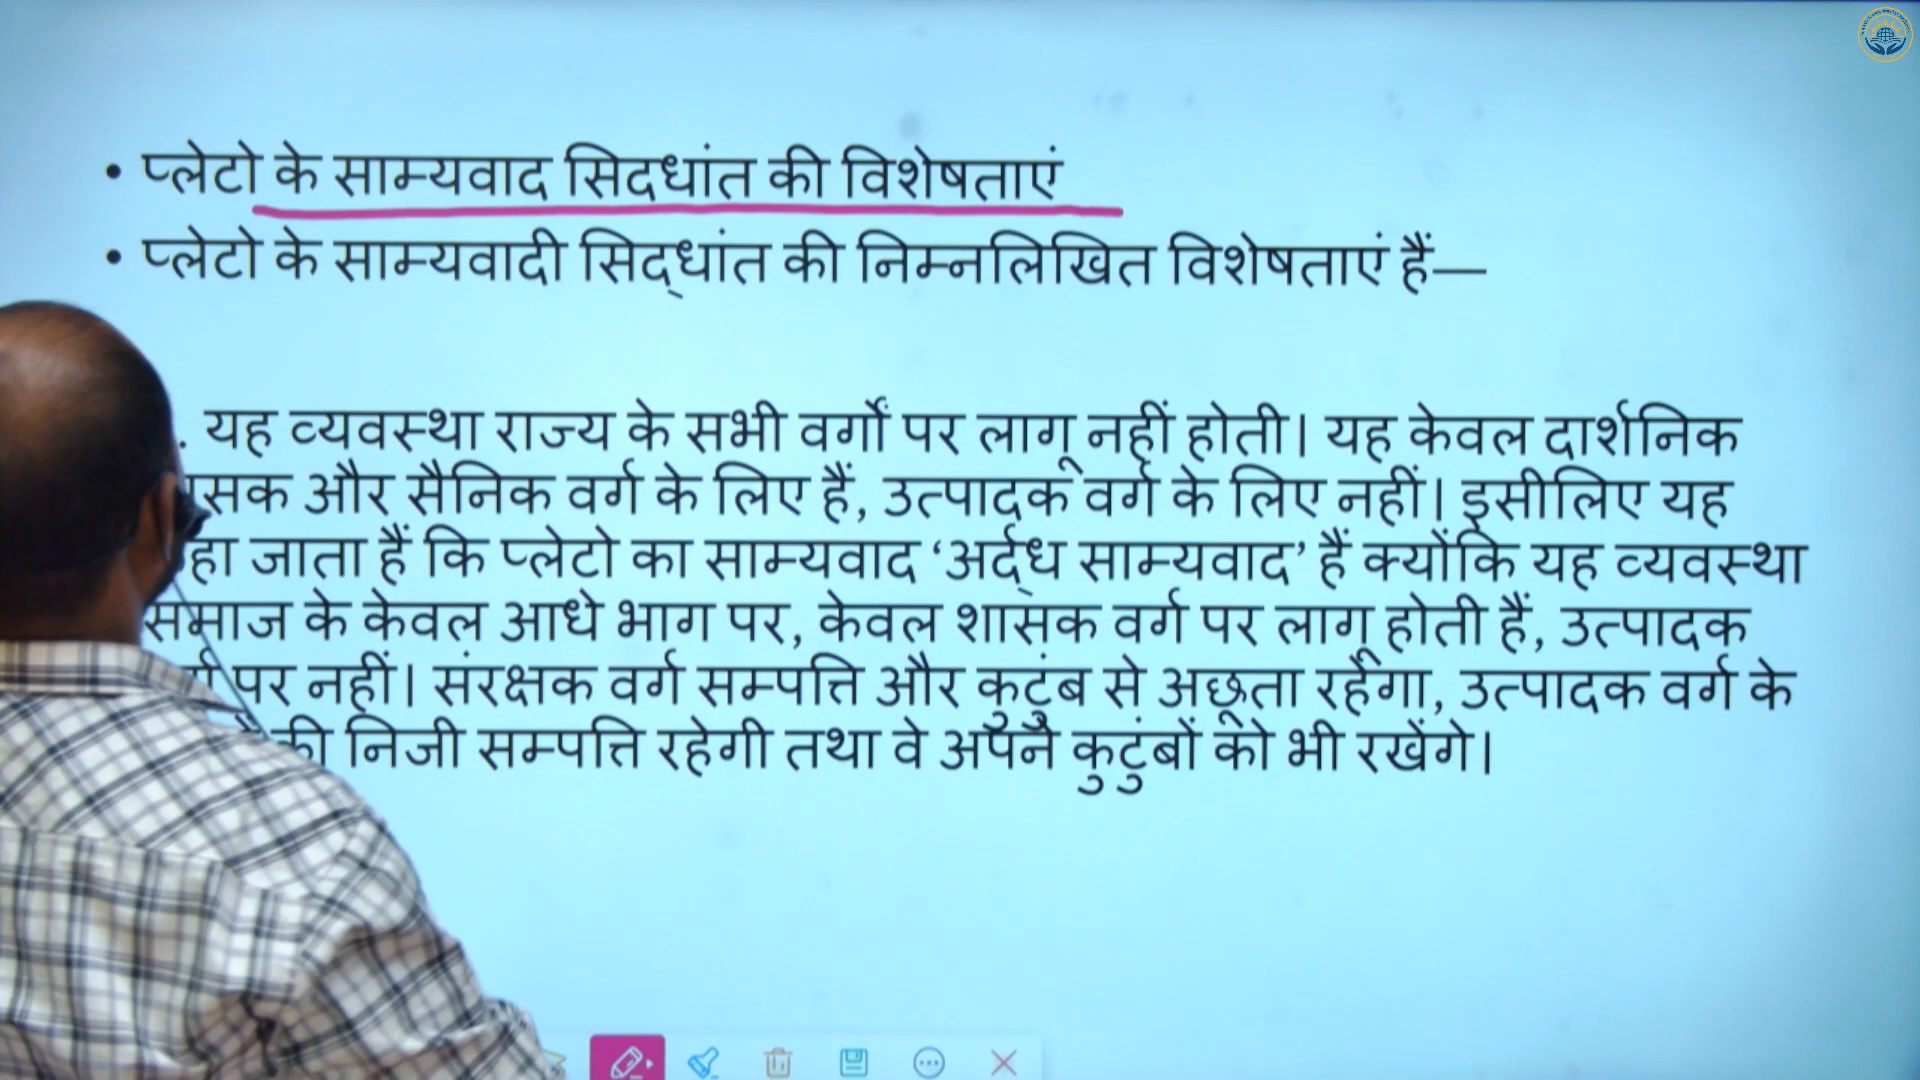 • प्लेटो के साम्यवाद सिदधांत की विशेषताएं
• प्लेटो के साम्यवादी सिद्धांत की निम्नलिखित विशेषताएं हैं—
. यह व्यवस्था राज्य के सभी वर्गों पर लागू नहीं होती। यह केवल दार्शनिक
और सैनिक वर्ग के लिए हैं, उत्पादक वर्ग के लिए नहीं। इसीलिए यह
जाता हैं कि प्लेटो का साम्यवाद ‘अर्द्ध साम्यवाद’ हैं क्योंकि यह व्यवस्था
समाज के केवल आधे भाग पर, केवल शासक वर्ग पर लागू होती हैं, उत्पादक
पर नहीं। संरक्षक वर्ग सम्पत्ति और कुटुंब से अछूता रहेगा, उत्पादक वर्ग के
की निजी सम्पत्ति रहेगी तथा वे अपने कुटुंबों को भी रखेंगे।